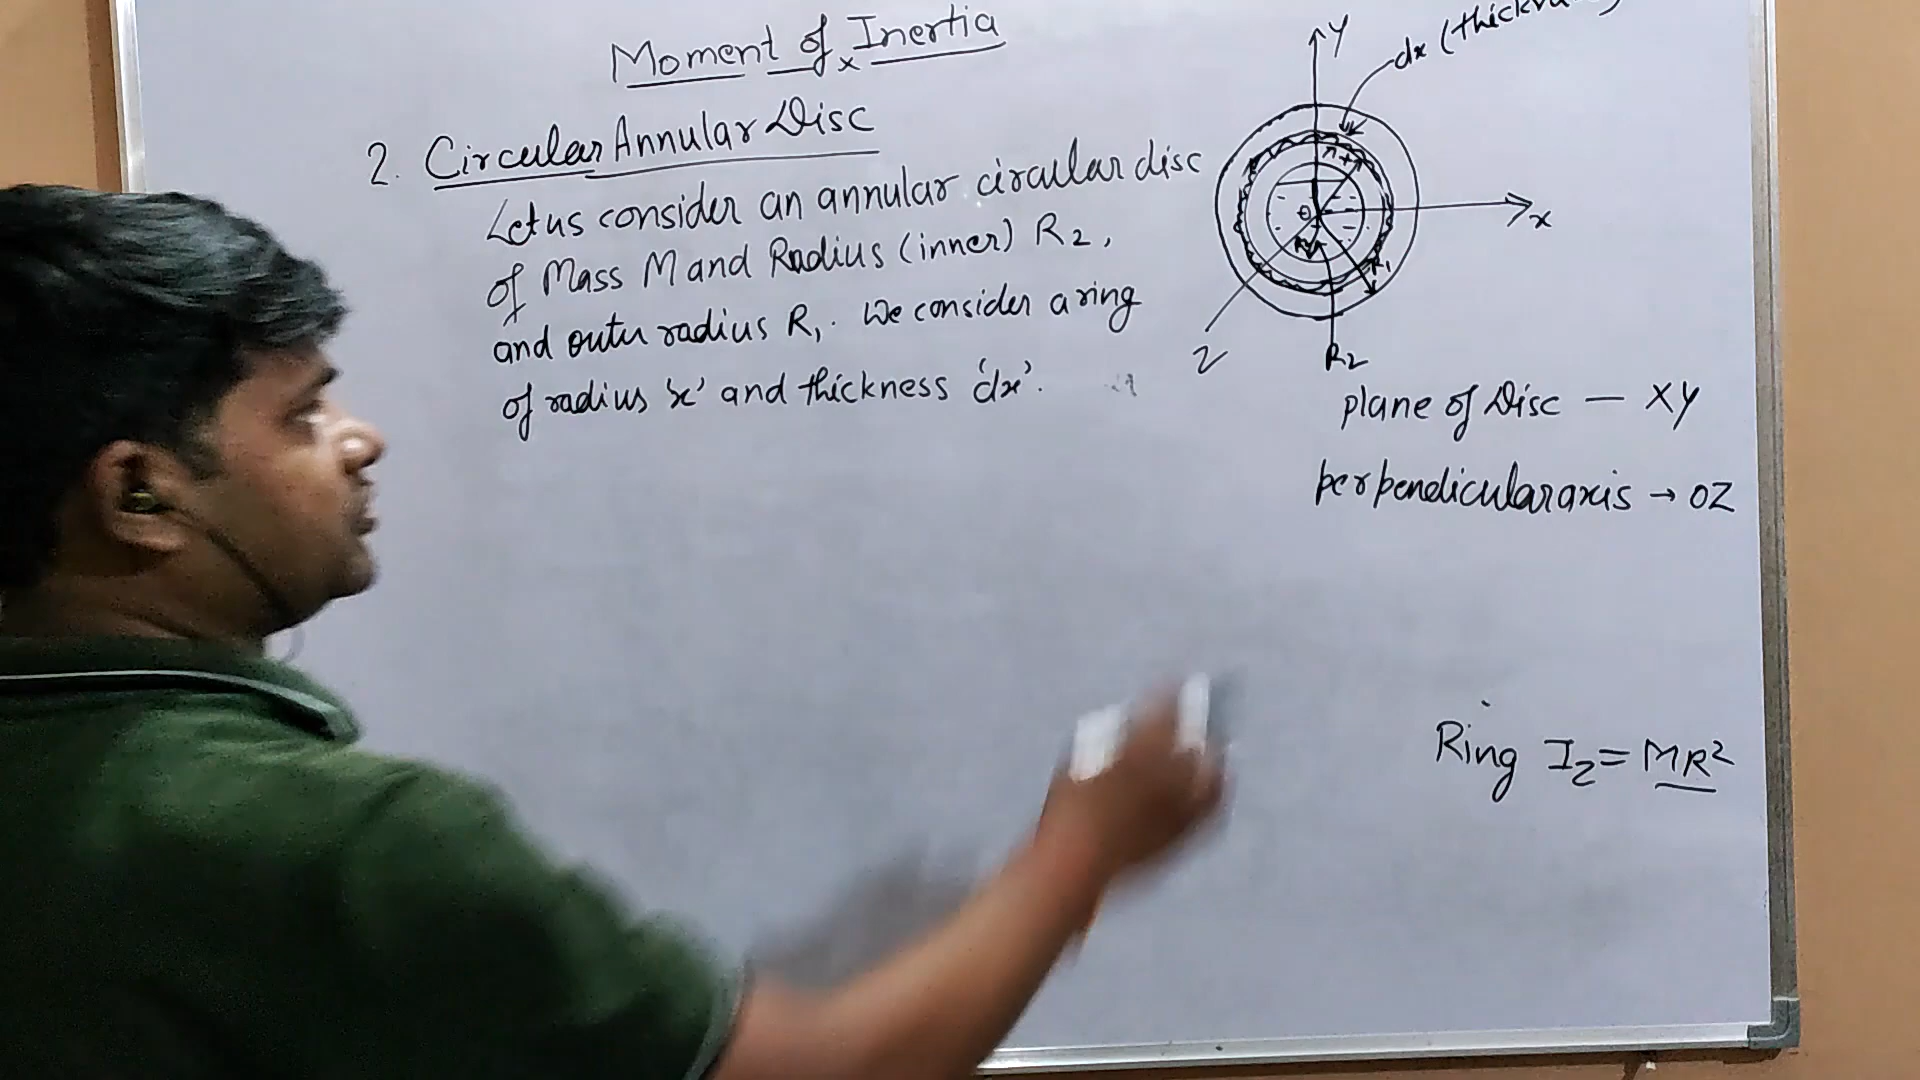 Moment of Inertia
x
2. Circular Annular Disc
Let us consider an annular circular disc
of Mass M and Radius (inner) R2,
and outer radius R1. We consider a ring
of radius 'x' and thickness 'dx'.
Y
dx (thick
x
O
R1
Z
R2
plane of Disc — XY
perpendicular axis → OZ
Ring Iz = MR²